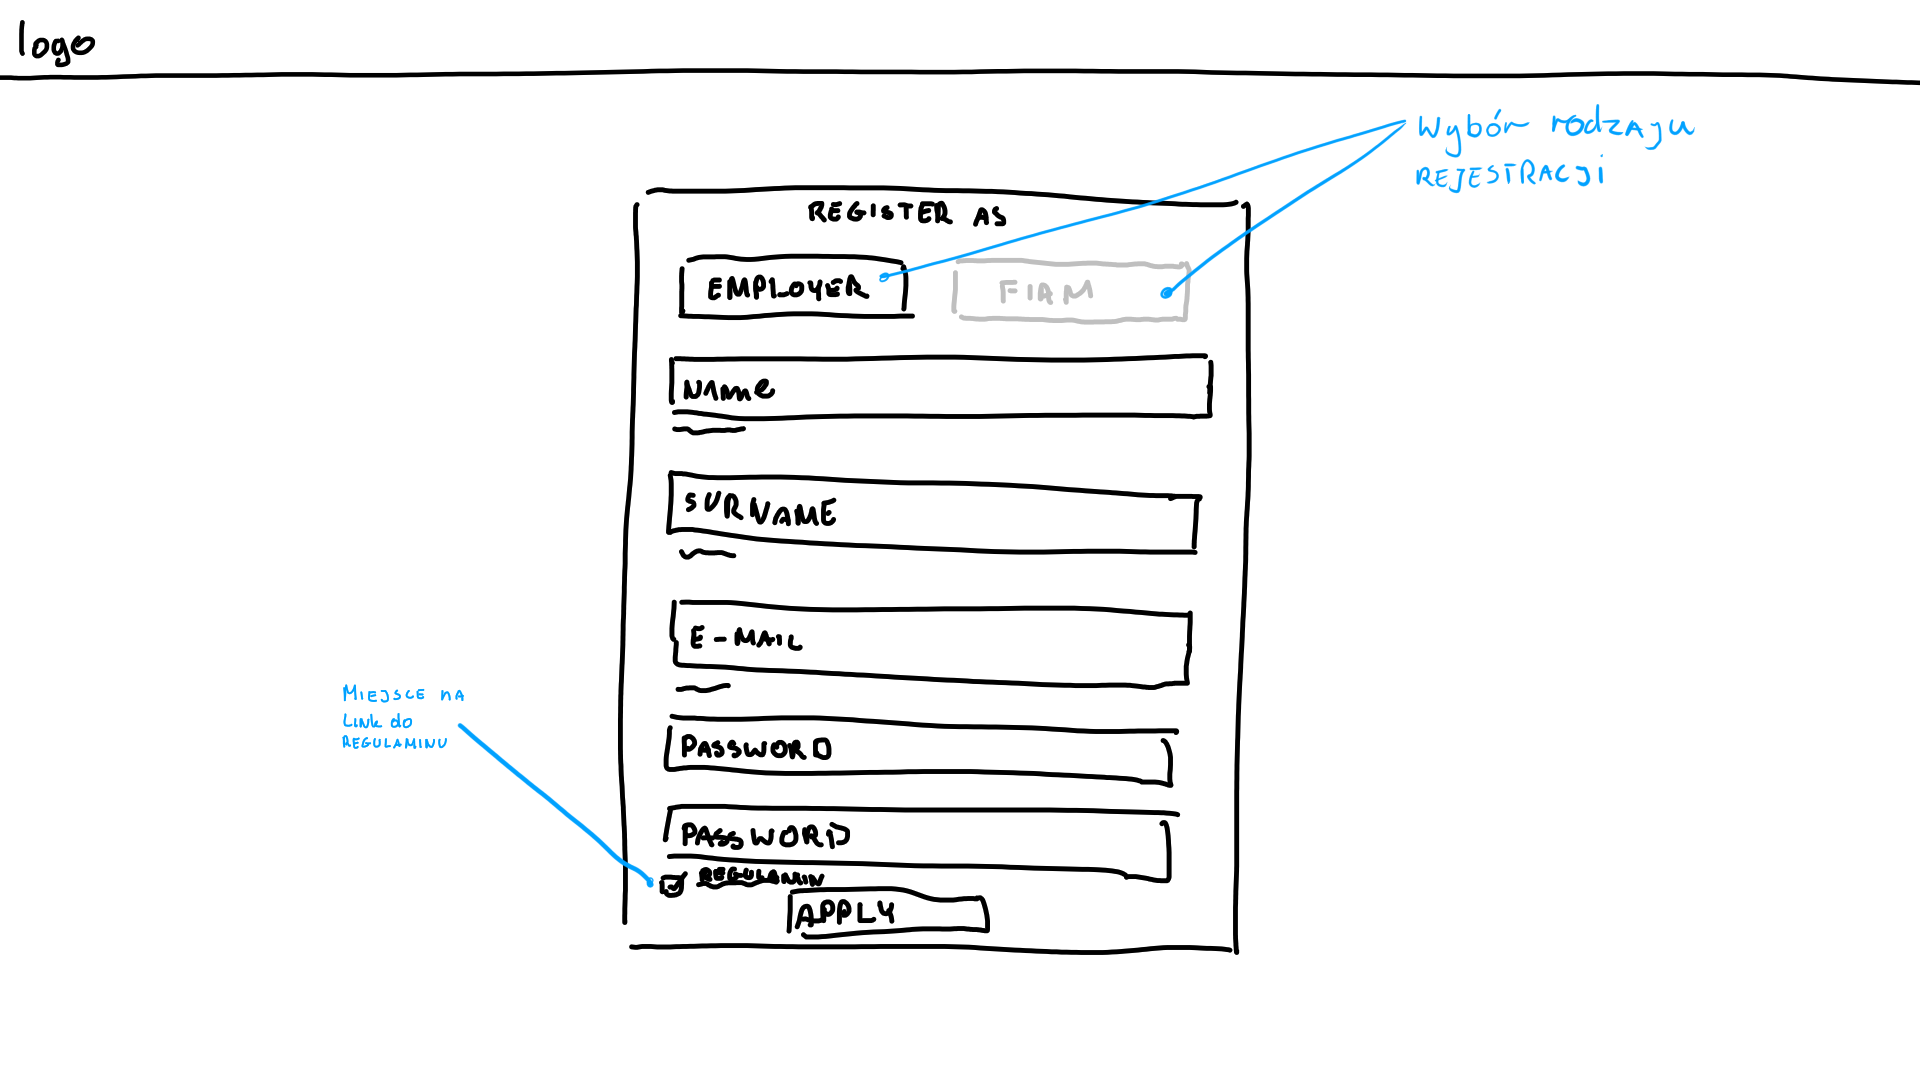 logo
Wybór rodzaju
REJESTRACJI
REGISTER AS
EMPLOYER
FIRM
Name
SURNAME
E-MAIL
MIEJSCE NA
LINK do
REGULAMINU
PASSWORD
PASSWORD
REGULAMIN
APPLY